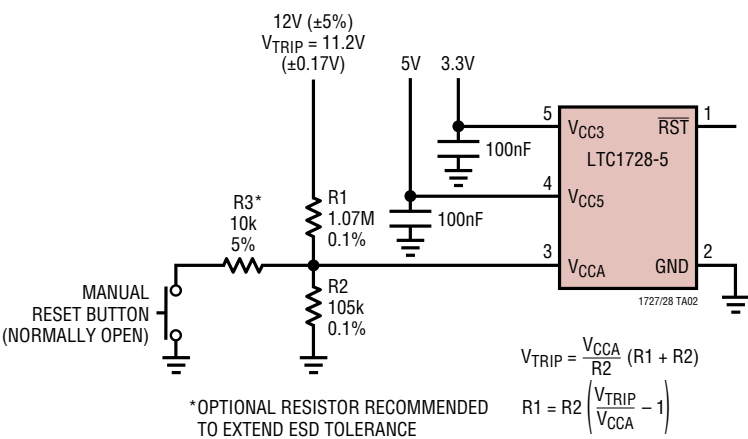 12V (±5%)
VTRIP = 11.2V
(±0.17V)
5V
3.3V
5
VCC3
RST
1
100nF
LTC1728-5
4
VCC5
100nF
R3*
10k
5%
R1
1.07M
0.1%
3
VCCA
GND
2
R2
105k
0.1%
MANUAL
RESET BUTTON
(NORMALLY OPEN)
1727/28 TA02
VTRIP = VCCA/R2 (R1 + R2)
R1 = R2 (VTRIP/VCCA – 1)
*OPTIONAL RESISTOR RECOMMENDED
TO EXTEND ESD TOLERANCE